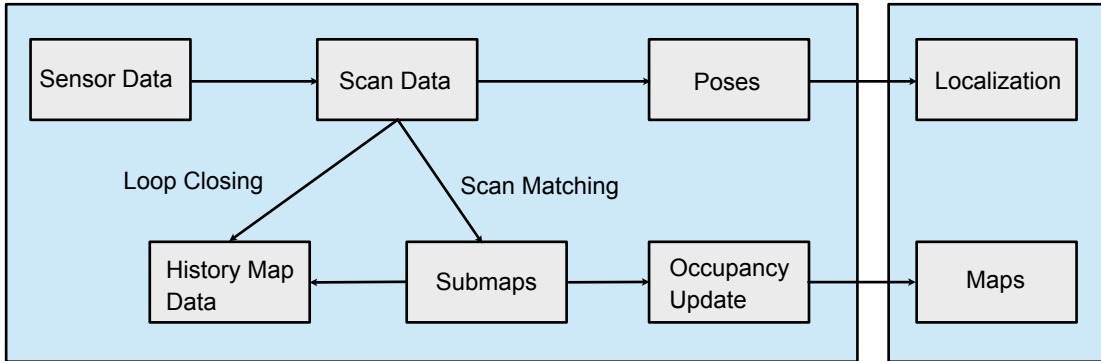 Sensor Data
Scan Data
Poses
Localization
Loop Closing
Scan Matching
History Map
Data
Submaps
Occupancy
Update
Maps